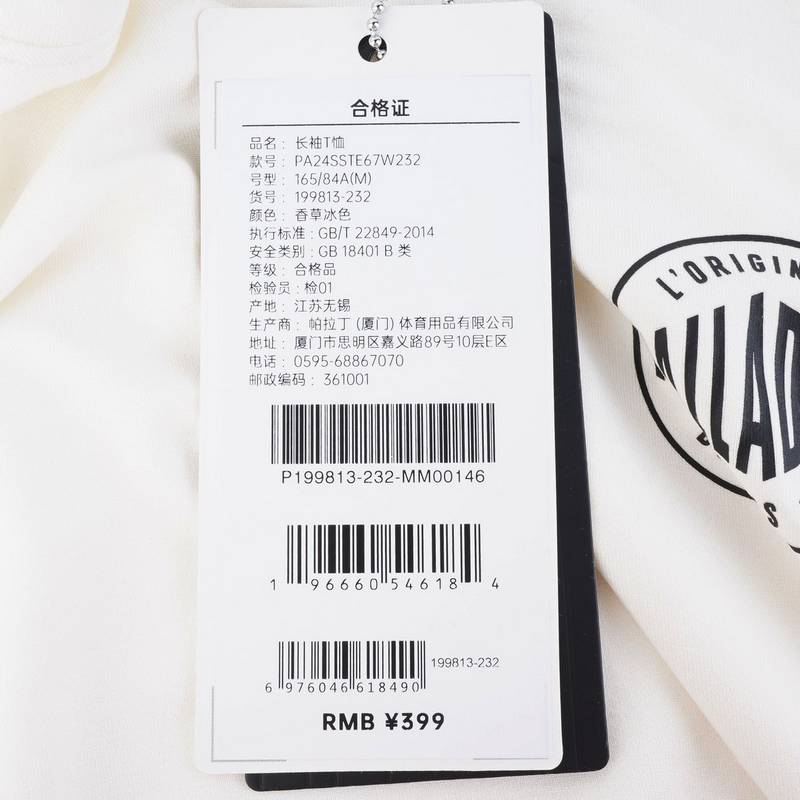 合格证
品名: 长袖T恤
款号: PA24SSTE67W232
号型: 165/84A(M)
货号: 199813-232
颜色: 香草冰色
执行标准: GB/T 22849-2014
安全类别: GB 18401 B 类
等级: 合格品
检验员: 检01
产地: 江苏无锡
生产商: 帕拉丁 (厦门) 体育用品有限公司
地址: 厦门市思明区嘉义路89号10层E区
电话: 0595-68867070
邮政编码: 361001
P199813-232-MM00146
1 96660 54618 4
199813-232
6 976046 618490
RMB ¥399
L'ORIGIN